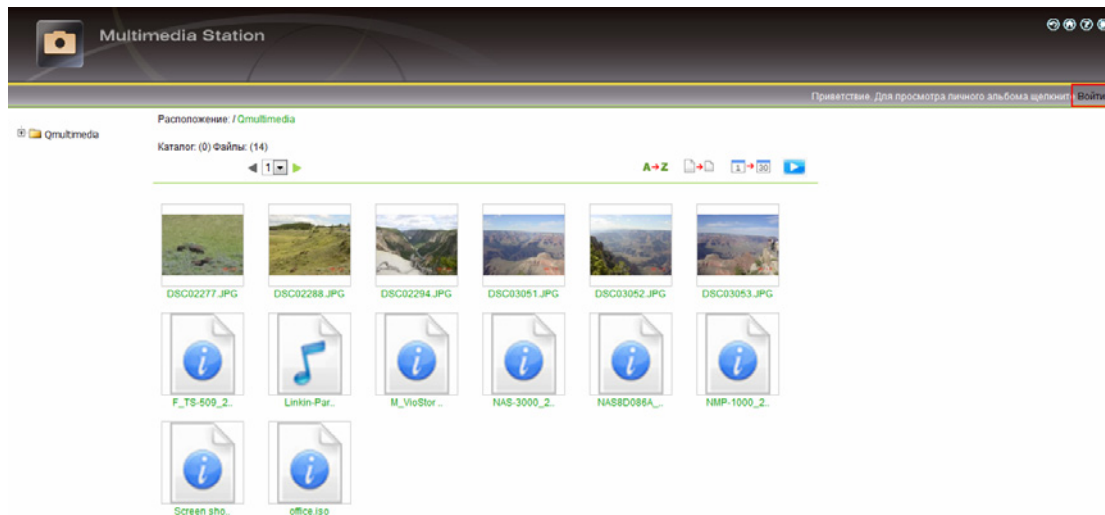 Multimedia Station
Приветствие. Для просмотра личного альбома щелкните Войти
Qmultimedia
Расположение: / Qmultimedia
Каталог: (0) Файлы: (14)
1
A→Z
1 → 30
DSC02277.JPG DSC02288.JPG DSC02294.JPG DSC03051.JPG DSC03052.JPG DSC03053.JPG
F_TS-509_2.. Linkin-Par.. M_VioStor .. NAS-3000_2.. NAS8D086A_.. NMP-1000_2..
Screen sho.. office.iso